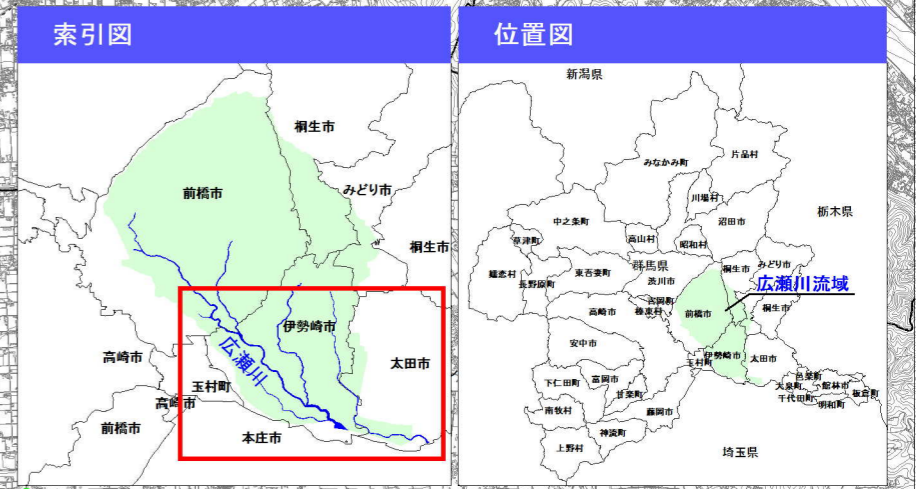 索引図
桐生市
前橋市
みどり市
桐生市
伊勢崎市
広瀬川
高崎市
太田市
玉村町
高崎市
前橋市
本庄市
位置図
新潟県
片品村
みなかみ町
川場村
栃木県
中之条町
沼田市
草津町
高山村
昭和村
群馬県
桐生市
みどり市
嬬恋村
東吾妻町
渋川市
長野原町
広瀬川流域
吉岡町
高崎市
榛東村
前橋市
桐生市
安中市
伊勢崎市
太田市
玉村町
下仁田町
富岡市
邑楽町
大泉町
館林市
甘楽町
千代田町
板倉町
明和町
南牧村
藤岡市
神流町
上野村
埼玉県